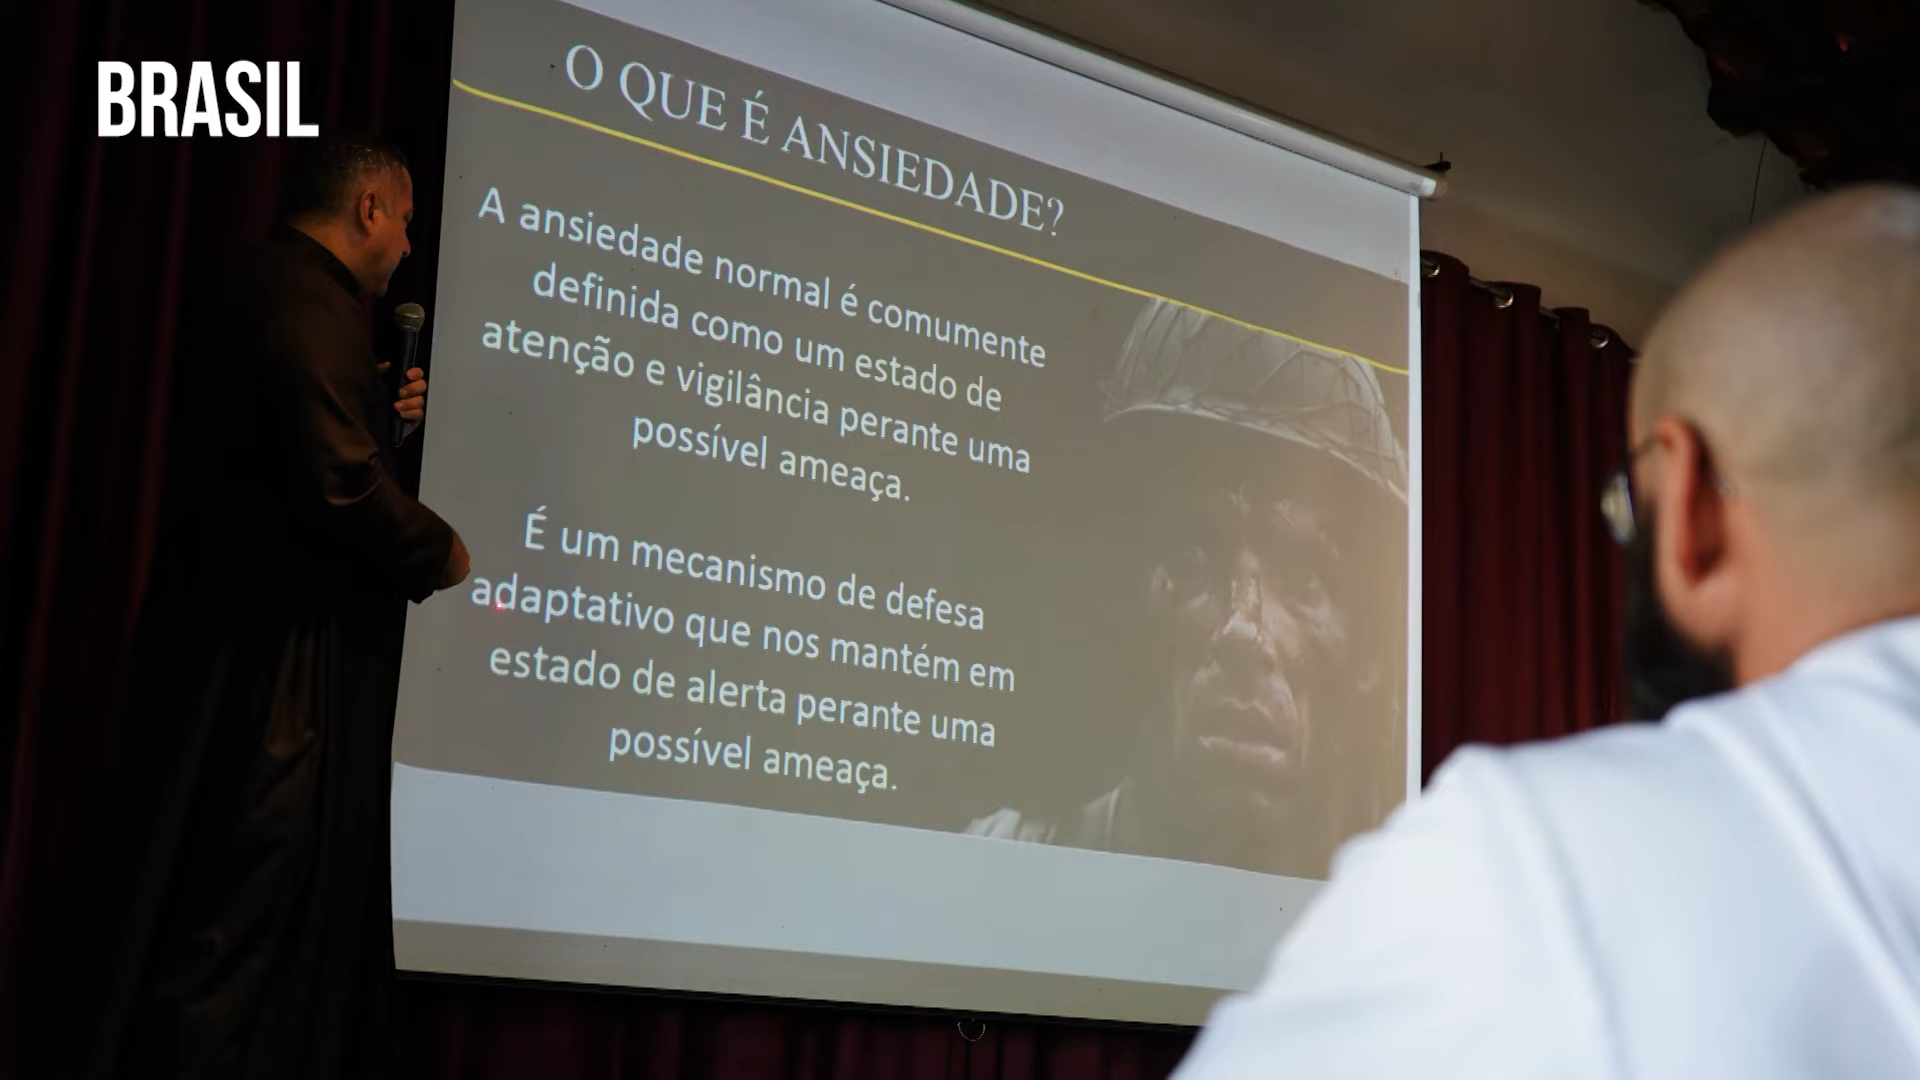 BRASIL
O QUE É ANSIEDADE?
A ansiedade normal é comumente
definida como um estado de
atenção e vigilância perante uma
possível ameaça.
É um mecanismo de defesa
adaptativo que nos mantém em
estado de alerta perante uma
possível ameaça.